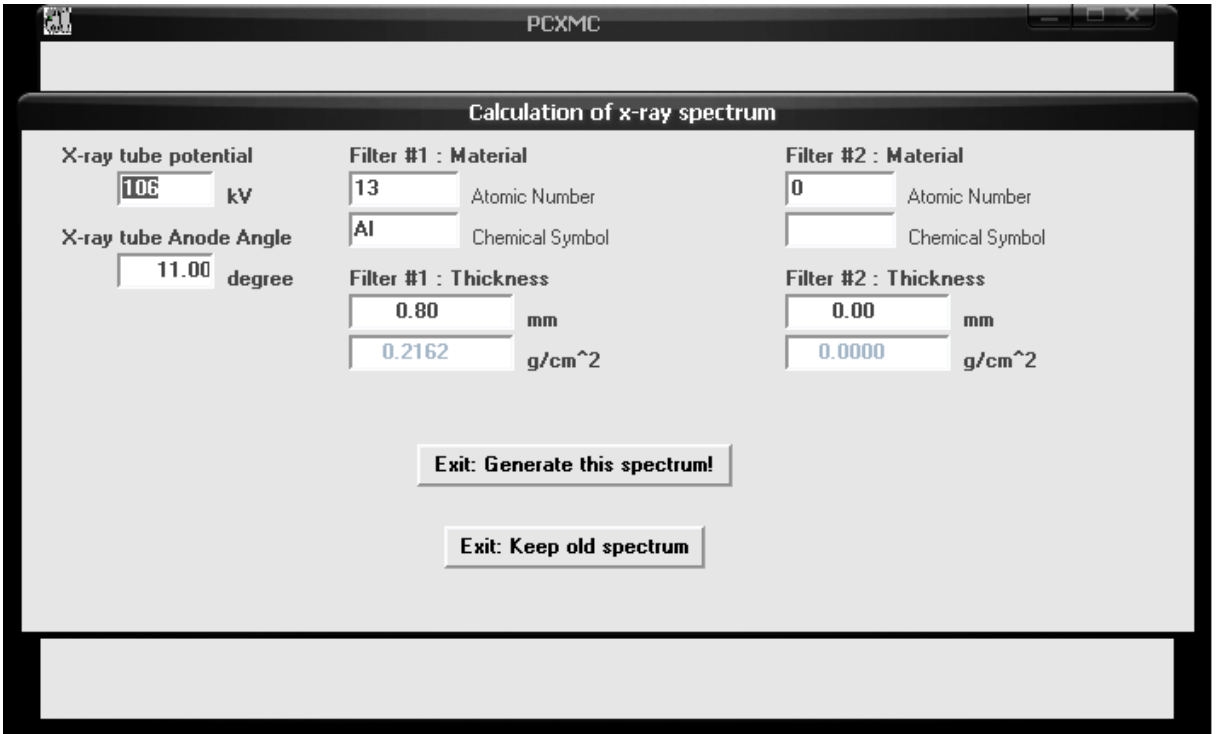 PCXMC
Calculation of x-ray spectrum
X-ray tube potential
106 kV
X-ray tube Anode Angle
11.00 degree
Filter #1 : Material
13 Atomic Number
Al Chemical Symbol
Filter #1 : Thickness
0.80 mm
0.2162 g/cm^2
Filter #2 : Material
0 Atomic Number
Chemical Symbol
Filter #2 : Thickness
0.00 mm
0.0000 g/cm^2
Exit: Generate this spectrum!
Exit: Keep old spectrum